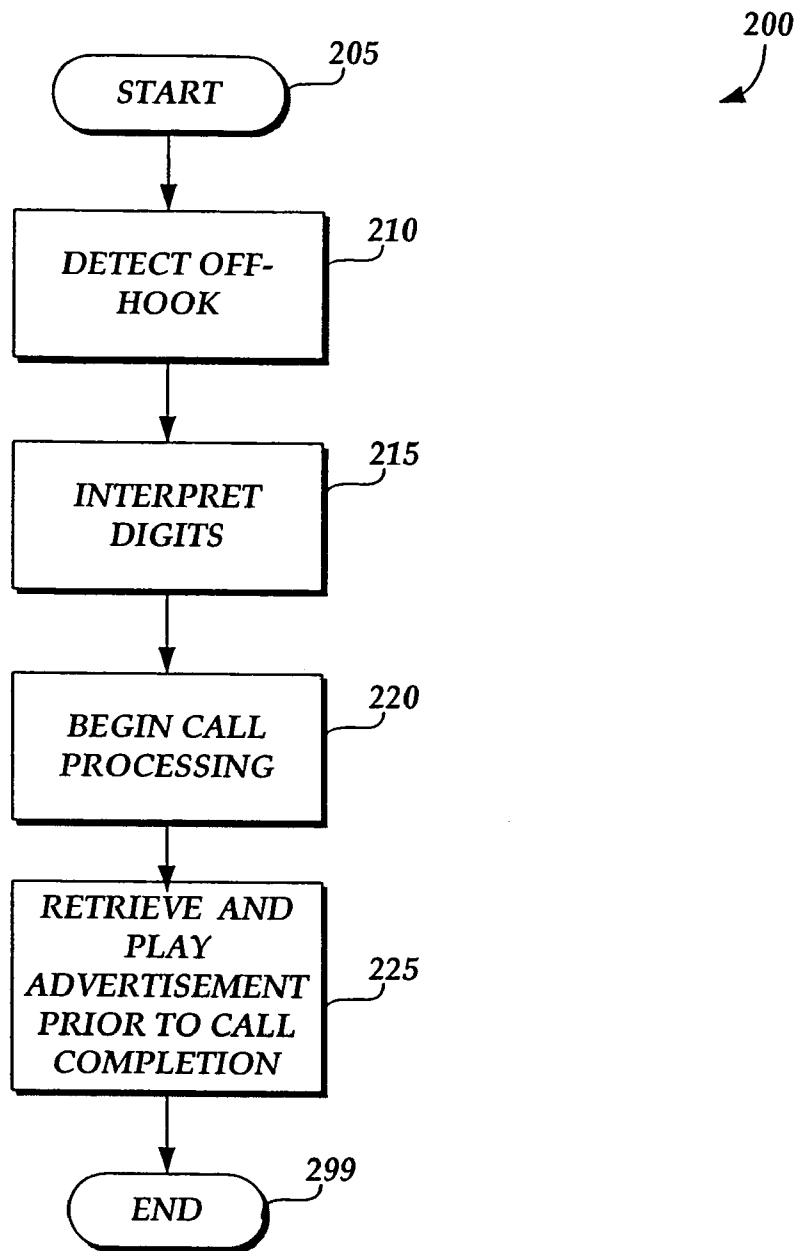 200
205
START
210
DETECT OFF-
HOOK
215
INTERPRET
DIGITS
220
BEGIN CALL
PROCESSING
RETRIEVE AND
PLAY
ADVERTISEMENT
PRIOR TO CALL
COMPLETION
225
299
END